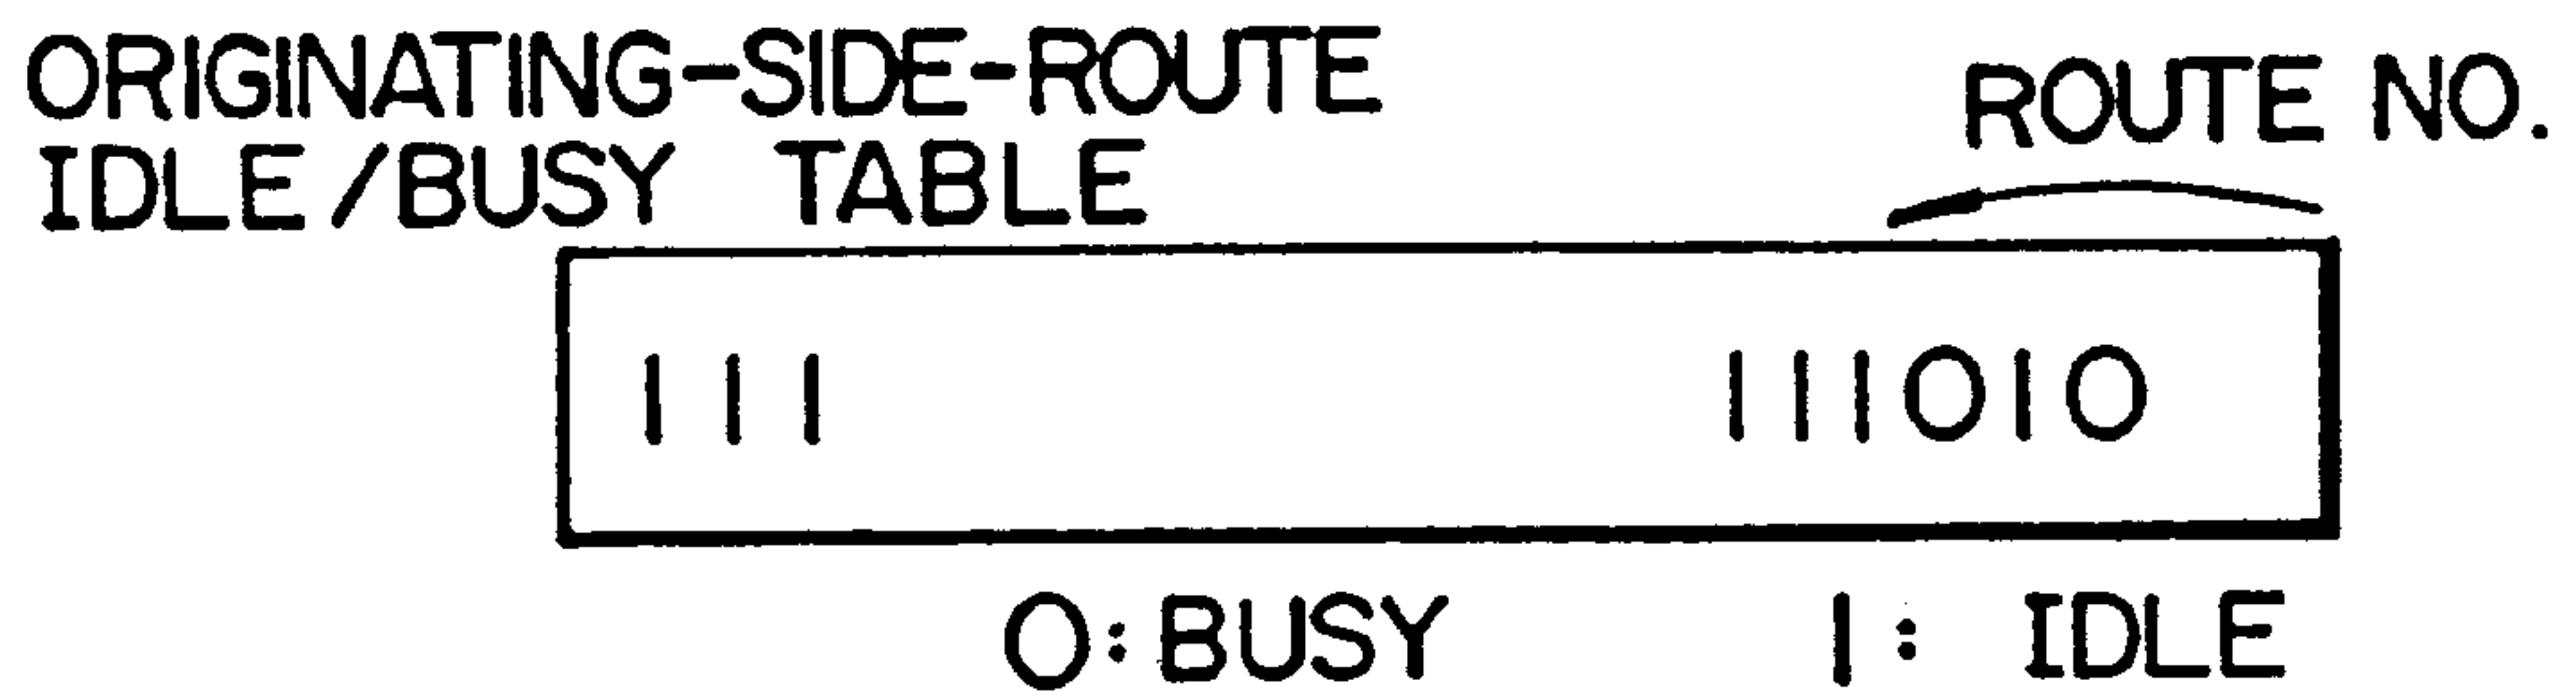 ORIGINATING-SIDE-ROUTE
IDLE/BUSY TABLE
ROUTE NO.
111 111010
0:BUSY 1: IDLE